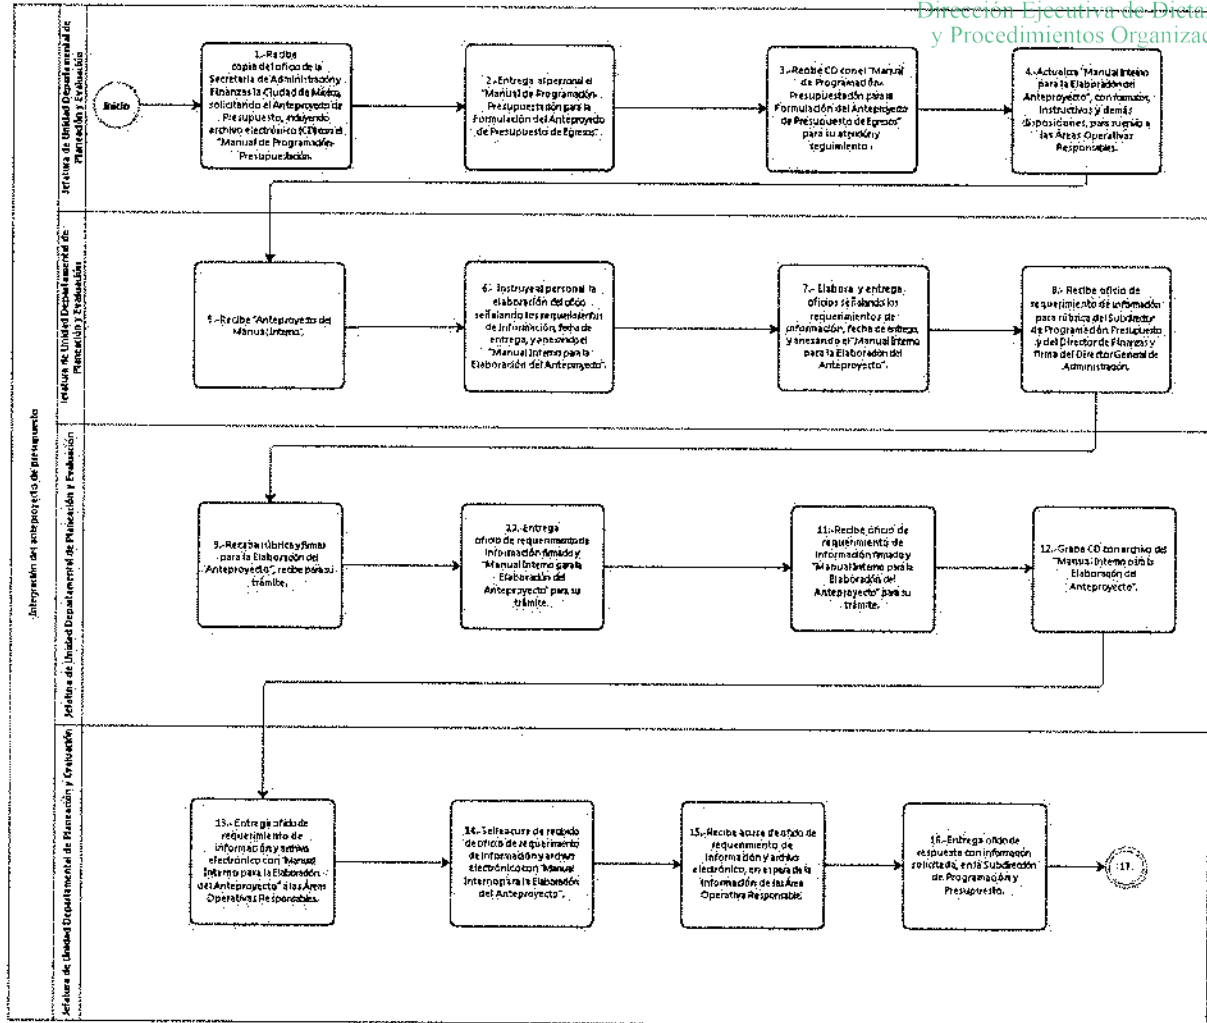 Dirección Ejecutiva de Dicta
y Procedimientos Organiza
Integración del anteproyecto de presupuesto
Jefatura de Unidad Departamental de
Planeación y Evaluación
Inicio
1.-Recibe
copia del oficio de la
Secretaría de Administración y
Finanzas la Ciudad de México,
solicitando el Anteproyecto de
Presupuesto, incluyendo
archivo electrónico (CD) con el
"Manual de Programación-
Presupuestación.
2.-Entrega al personal el
"Manual de Programación-
Presupuestación para la
Formulación del Anteproyecto
de Presupuesto de Egresos".
3.-Recibe CD con el "Manual
de Programación-
Presupuestación para la
Formulación del Anteproyecto
de Presupuesto de Egresos"
para su atención y
seguimiento.
4.-Actualiza "Manual Interno
para la Elaboración del
Anteproyecto", con formatos,
instructivos y demás
disposiciones, para su envío a
las Áreas Operativas
Responsables.
Jefatura de Unidad Departamental de
Planeación y Evaluación
5.-Recibe "Anteproyecto del
Manual Interno".
6.- Instruye al personal la
elaboración del oficio
señalando los requerimientos
de información, fecha de
entrega, y anexando el
"Manual Interno para la
Elaboración del Anteproyecto".
7.- Elabora y entrega
oficios señalando los
requerimientos de
información, fecha de entrega,
y anexando el "Manual Interno
para la Elaboración del
Anteproyecto".
8.- Recibe oficio de
requerimiento de información
para rúbrica del Subdirector
de Programación Presupuesto
y del Director de Finanzas y
firma del Director General de
Administración.
Jefatura de Unidad Departamental de Planeación y Evaluación
9.-Recaba rúbrica y firmas
para la Elaboración del
Anteproyecto", recibe para su
trámite.
10.-Entrega
oficio de requerimiento de
información firmado y
"Manual Interno para la
Elaboración del
Anteproyecto" para su
trámite.
11.-Recibe oficio de
requerimiento de
información firmado y
"Manual Interno para la
Elaboración del
Anteproyecto" para su
trámite.
12.-Graba CD con archivo del
"Manual Interno para la
Elaboración del
Anteproyecto".
Jefatura de Unidad Departamental de Planeación y Evaluación
13.-Entrega oficio de
requerimiento de
información y archivo
electrónico con "Manual
Interno para la Elaboración
del Anteproyecto" a las Áreas
Operativas Responsables.
14.-Sella acuse de recibido
de oficio de requerimiento
de información y archivo
electrónico con "Manual
Interno para la Elaboración
del Anteproyecto".
15.-Recibe acuse de oficio de
requerimiento de
información y archivo
electrónico, en espera de la
información de las Área
Operativa Responsable.
16.-Entrega oficio de
respuesta con información
solicitada, en la Subdirección
de Programación y
Presupuesto.
17.